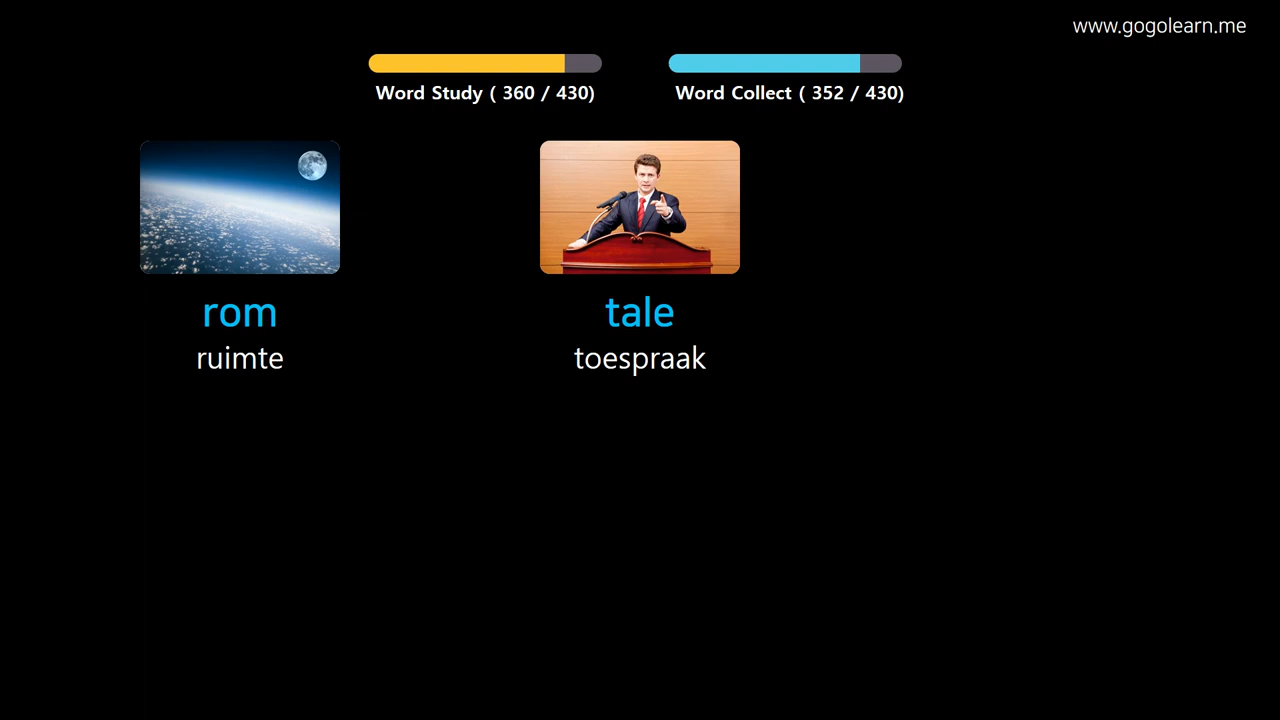 www.gogolearn.me
Word Study ( 360 / 430)
Word Collect ( 352 / 430)
rom
tale
ruimte
toespraak